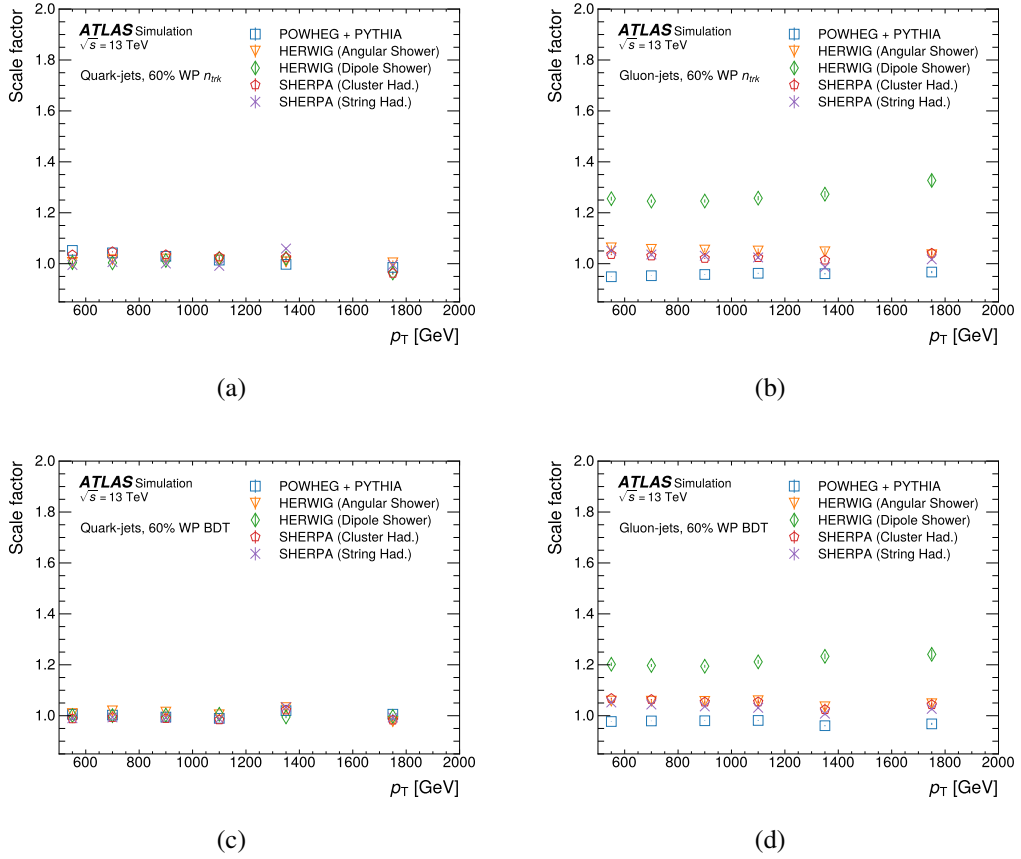 ATLAS Simulation
√s = 13 TeV
Quark-jets, 60% WP n_trk
POWHEG + PYTHIA
HERWIG (Angular Shower)
HERWIG (Dipole Shower)
SHERPA (Cluster Had.)
SHERPA (String Had.)
Scale factor
2.0
1.8
1.6
1.4
1.2
1.0
600 800 1000 1200 1400 1600 1800 2000
p_T [GeV]
(a)
ATLAS Simulation
√s = 13 TeV
Gluon-jets, 60% WP n_trk
POWHEG + PYTHIA
HERWIG (Angular Shower)
HERWIG (Dipole Shower)
SHERPA (Cluster Had.)
SHERPA (String Had.)
Scale factor
2.0
1.8
1.6
1.4
1.2
1.0
600 800 1000 1200 1400 1600 1800 2000
p_T [GeV]
(b)
ATLAS Simulation
√s = 13 TeV
Quark-jets, 60% WP BDT
POWHEG + PYTHIA
HERWIG (Angular Shower)
HERWIG (Dipole Shower)
SHERPA (Cluster Had.)
SHERPA (String Had.)
Scale factor
2.0
1.8
1.6
1.4
1.2
1.0
600 800 1000 1200 1400 1600 1800 2000
p_T [GeV]
(c)
ATLAS Simulation
√s = 13 TeV
Gluon-jets, 60% WP BDT
POWHEG + PYTHIA
HERWIG (Angular Shower)
HERWIG (Dipole Shower)
SHERPA (Cluster Had.)
SHERPA (String Had.)
Scale factor
2.0
1.8
1.6
1.4
1.2
1.0
600 800 1000 1200 1400 1600 1800 2000
p_T [GeV]
(d)